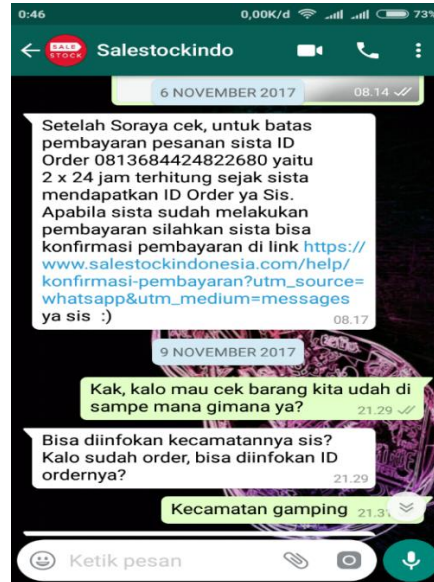 0:46 0,00K/d 73%
SALE STOCK Salestockindo
6 NOVEMBER 2017
08.14
Setelah Soraya cek, untuk batas
pembayaran pesanan sista ID
Order 0813684424822680 yaitu
2 x 24 jam terhitung sejak sista
mendapatkan ID Order ya Sis.
Apabila sista sudah melakukan
pembayaran silahkan sista bisa
konfirmasi pembayaran di link https://
www.salestockindonesia.com/help/
konfirmasi-pembayaran?utm_source=
whatsapp&utm_medium=messages
ya sis :)
08.17
9 NOVEMBER 2017
Kak, kalo mau cek barang kita udah di
sampe mana gimana ya? 21.29
Bisa diinfokan kecamatannya sis?
Kalo sudah order, bisa diinfokan ID
ordernya? 21.29
Kecamatan gamping 21.31
Ketik pesan